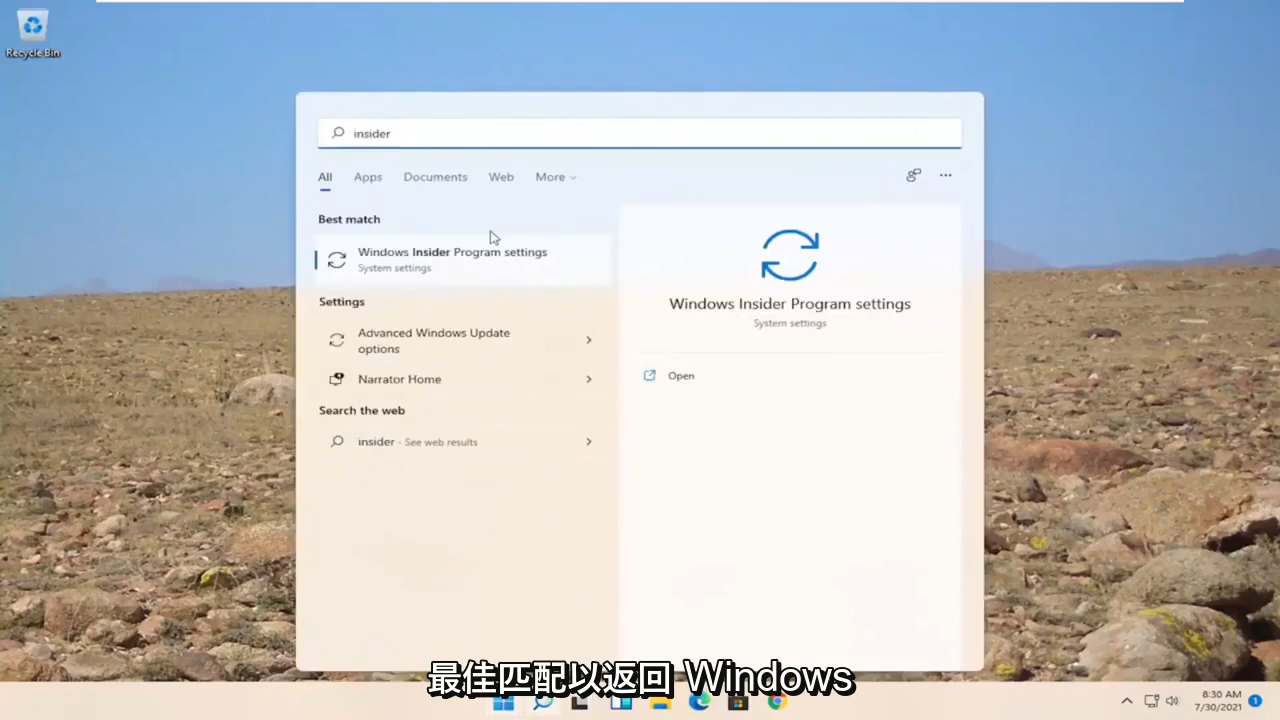 Recycle Bin
insider
All Apps Documents Web More
Best match
Windows Insider Program settings
System settings
Settings
Advanced Windows Update
options
Narrator Home
Search the web
insider - See web results
Windows Insider Program settings
System settings
Open
最佳匹配以返回 Windows
8:30 AM
7/30/2021
1